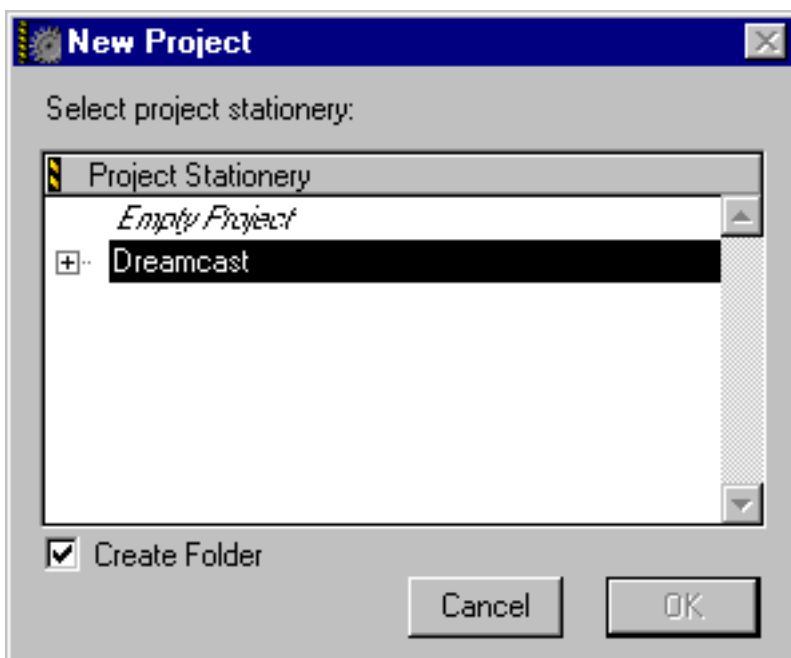 New Project
Select project stationery:
Project Stationery
Empty Project
Dreamcast
Create Folder
Cancel
OK